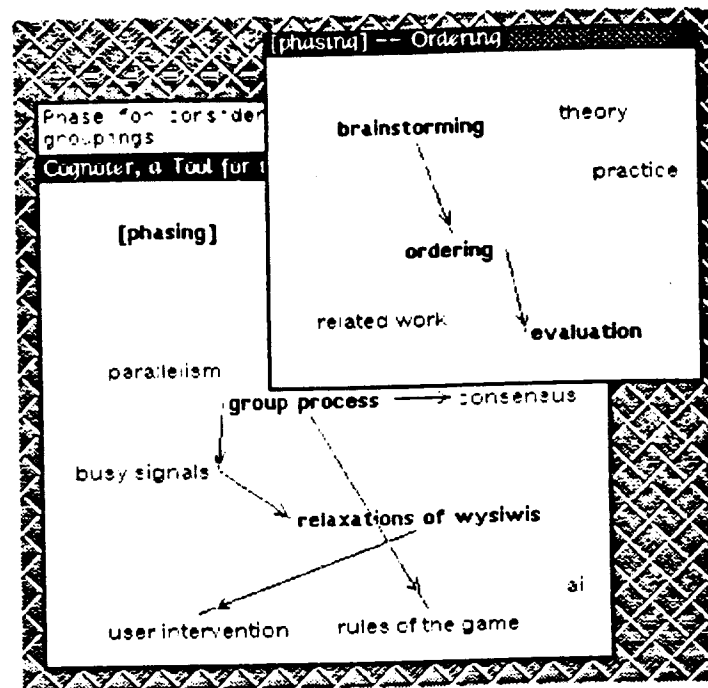 [phasing] -- Ordering
brainstorming
theory
practice
ordering
related work
evaluation
Phase for consider
groupings
Cognoter, a Tool for t
[phasing]
parallelism
group process
consensus
busy signals
relaxations of wysiwis
ai
user intervention
rules of the game